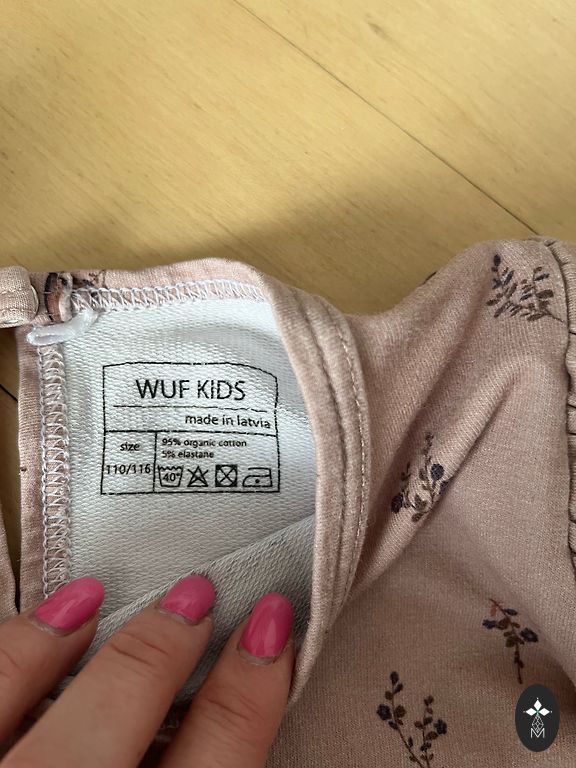 WUF KIDS
made in latvia
size
110/116
95% organic cotton
5% elastane
40°
M